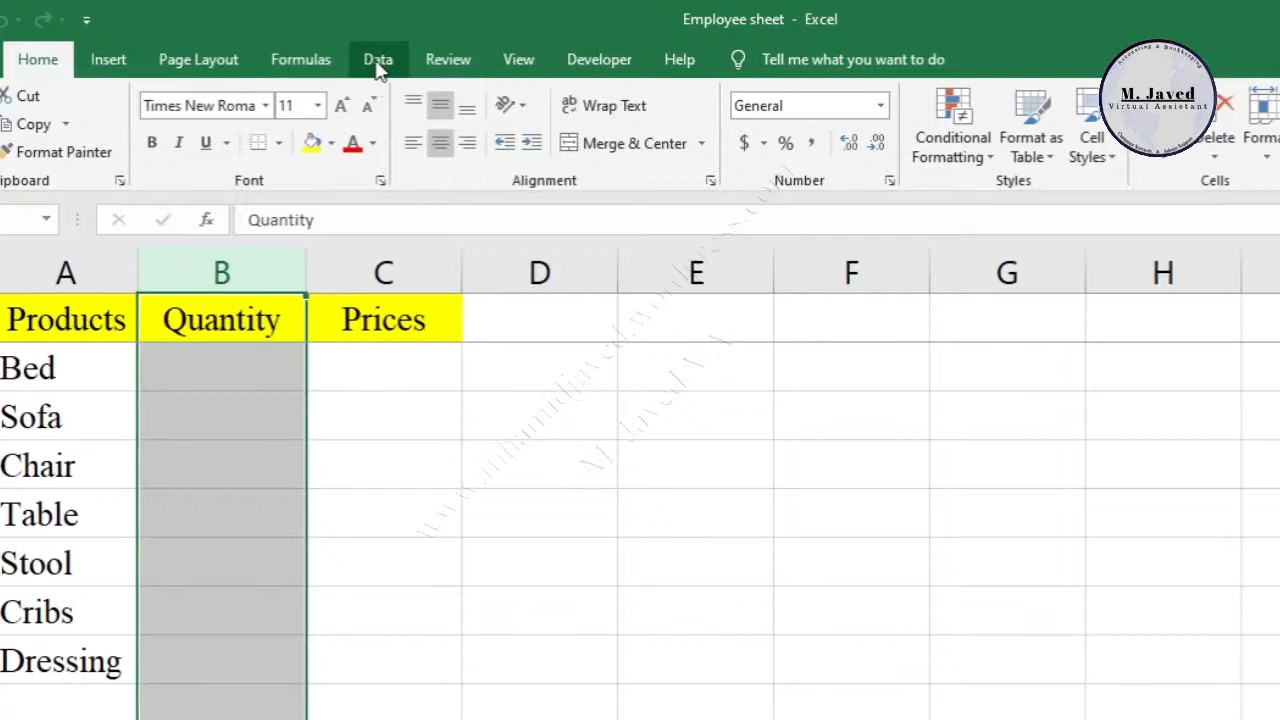 Employee sheet - Excel
Home Insert Page Layout Formulas Data Review View Developer Help Tell me what you want to do
Cut
Copy
Format Painter
Times New Roma 11
B I U A
Wrap Text
Merge & Center
General
$ %
Conditional Formatting
Format as Table
Cell Styles
Font Alignment Number Styles Cells
M. Javed
Virtual Assistant
fx Quantity
A B C D E F G H
Products Quantity Prices
Bed
Sofa
Chair
Table
Stool
Cribs
Dressing
M. Javed V.A